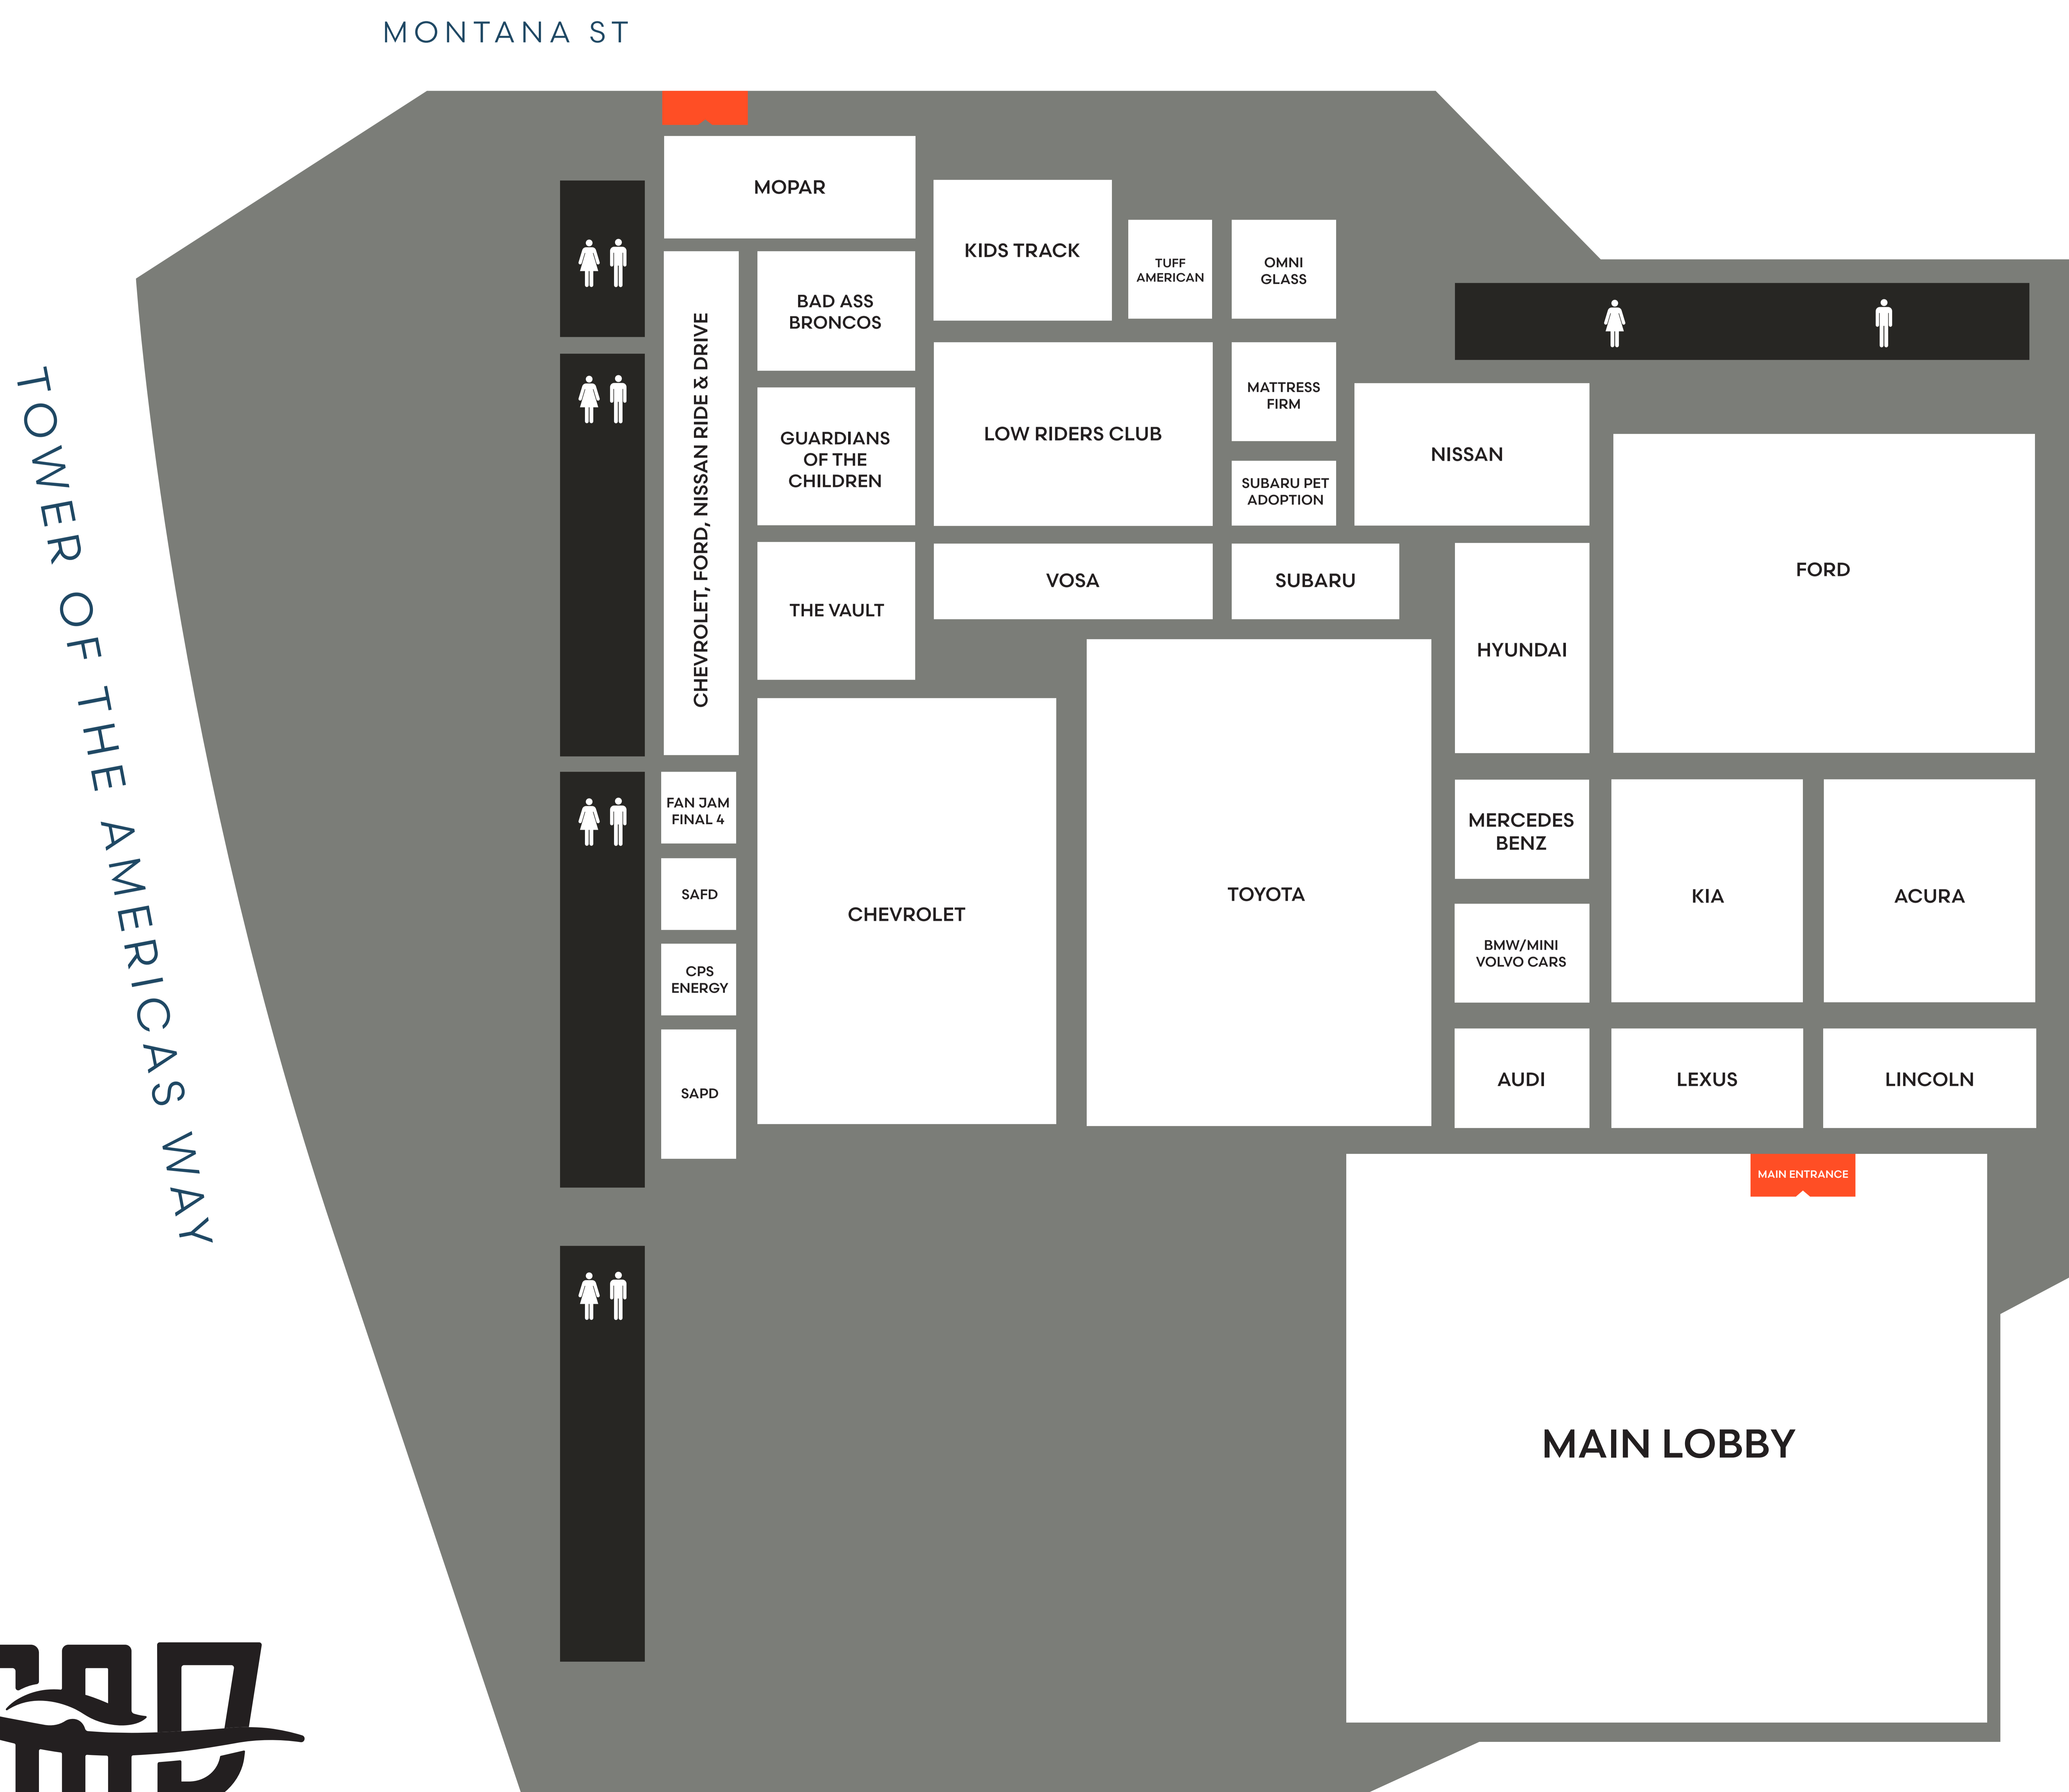 MONTANA ST
TOWER OF THE AMERICAS WAY
MOPAR
KIDS TRACK
TUFF
AMERICAN
OMNI
GLASS
CHEVROLET, FORD, NISSAN RIDE & DRIVE
BAD ASS
BRONCOS
GUARDIANS
OF THE
CHILDREN
LOW RIDERS CLUB
MATTRESS
FIRM
SUBARU PET
ADOPTION
NISSAN
FORD
THE VAULT
VOSA
SUBARU
HYUNDAI
FAN JAM
FINAL 4
SAFD
CPS
ENERGY
SAPD
CHEVROLET
TOYOTA
MERCEDES
BENZ
BMW/MINI
VOLVO CARS
KIA
ACURA
AUDI
LEXUS
LINCOLN
MAIN ENTRANCE
MAIN LOBBY